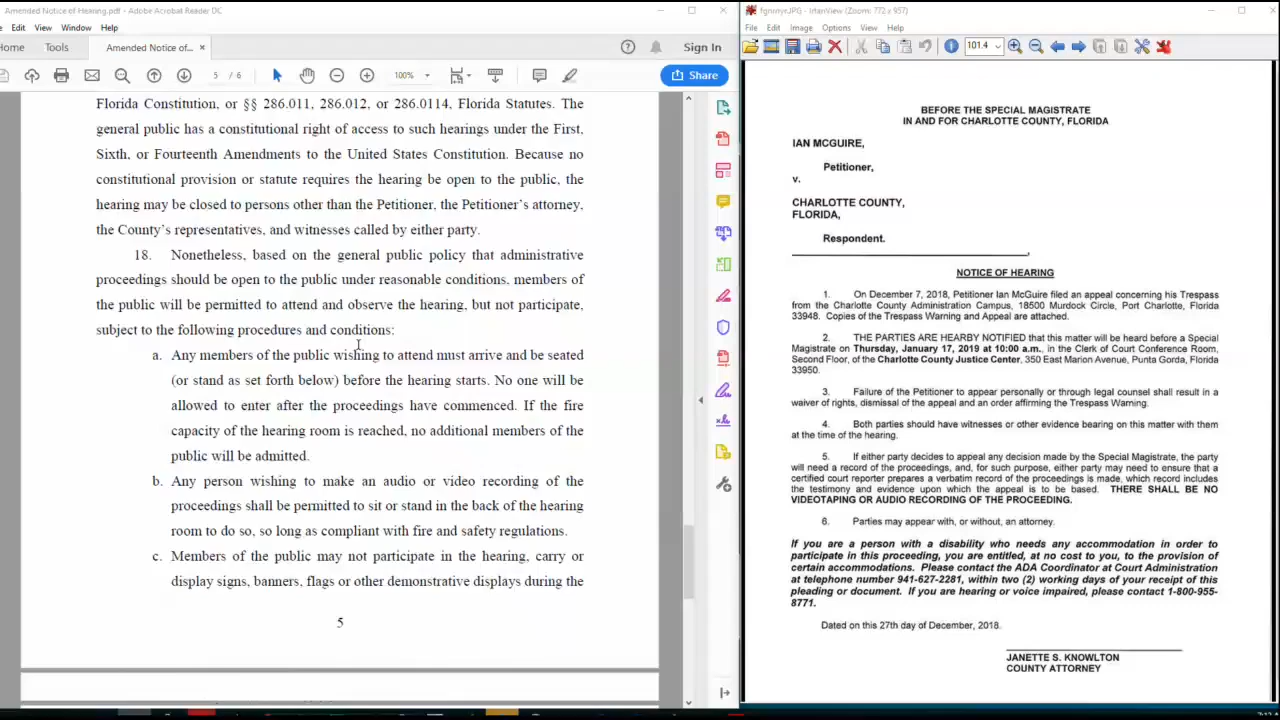 Amended Notice of Hearing.pdf - Adobe Acrobat Reader DC
Edit View Window Help
Home Tools Amended Notice of... × Sign In
5 / 6 100% Share
Florida Constitution, or §§ 286.011, 286.012, or 286.0114, Florida Statutes. The
general public has a constitutional right of access to such hearings under the First,
Sixth, or Fourteenth Amendments to the United States Constitution. Because no
constitutional provision or statute requires the hearing be open to the public, the
hearing may be closed to persons other than the Petitioner, the Petitioner's attorney,
the County's representatives, and witnesses called by either party.
18. Nonetheless, based on the general public policy that administrative
proceedings should be open to the public under reasonable conditions, members of
the public will be permitted to attend and observe the hearing, but not participate,
subject to the following procedures and conditions:
a. Any members of the public wishing to attend must arrive and be seated
(or stand as set forth below) before the hearing starts. No one will be
allowed to enter after the proceedings have commenced. If the fire
capacity of the hearing room is reached, no additional members of the
public will be admitted.
b. Any person wishing to make an audio or video recording of the
proceedings shall be permitted to sit or stand in the back of the hearing
room to do so, so long as compliant with fire and safety regulations.
c. Members of the public may not participate in the hearing, carry or
display signs, banners, flags or other demonstrative displays during the
5
IrfanView (Zoom: 772 x 957)
File Edit Image Options View Help
101.4
BEFORE THE SPECIAL MAGISTRATE
IN AND FOR CHARLOTTE COUNTY, FLORIDA
IAN MCGUIRE,
Petitioner,
v.
CHARLOTTE COUNTY,
FLORIDA,
Respondent.
NOTICE OF HEARING
1. On December 7, 2018, Petitioner Ian McGuire filed an appeal concerning his Trespass
from the Charlotte County Administration Campus, 18500 Murdock Circle, Port Charlotte, Florida
33948. Copies of the Trespass Warning and Appeal are attached.
2. THE PARTIES ARE HEARBY NOTIFIED that this matter will be heard before a Special
Magistrate on Thursday, January 17, 2019 at 10:00 a.m., in the Clerk of Court Conference Room,
Second Floor, of the Charlotte County Justice Center, 350 East Marion Avenue, Punta Gorda, Florida
33950.
3. Failure of the Petitioner to appear personally or through legal counsel shall result in a
waiver of rights, dismissal of the appeal and an order affirming the Trespass Warning.
4. Both parties should have witnesses or other evidence bearing on this matter with them
at the time of the hearing.
5. If either party decides to appeal any decision made by the Special Magistrate, the party
will need a record of the proceedings, and, for such purpose, either party may need to ensure that a
certified court reporter prepares a verbatim record of the proceedings is made, which record includes
the testimony and evidence upon which the appeal is to be based. THERE SHALL BE NO
VIDEOTAPING OR AUDIO RECORDING OF THE PROCEEDING.
6. Parties may appear with, or without, an attorney.
If you are a person with a disability who needs any accommodation in order to
participate in this proceeding, you are entitled, at no cost to you, to the provision of
certain accommodations. Please contact the ADA Coordinator at Court Administration
at telephone number 941-627-2281, within two (2) working days of your receipt of this
pleading or document. If you are hearing or voice impaired, please contact 1-800-955-
8771.
Dated on this 27th day of December, 2018.
JANETTE S. KNOWLTON
COUNTY ATTORNEY